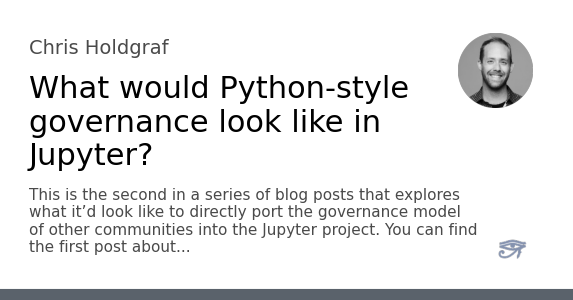 Chris Holdgraf
What would Python-style
governance look like in
Jupyter?
This is the second in a series of blog posts that explores
what it’d look like to directly port the governance model
of other communities into the Jupyter project. You can find
the first post about...